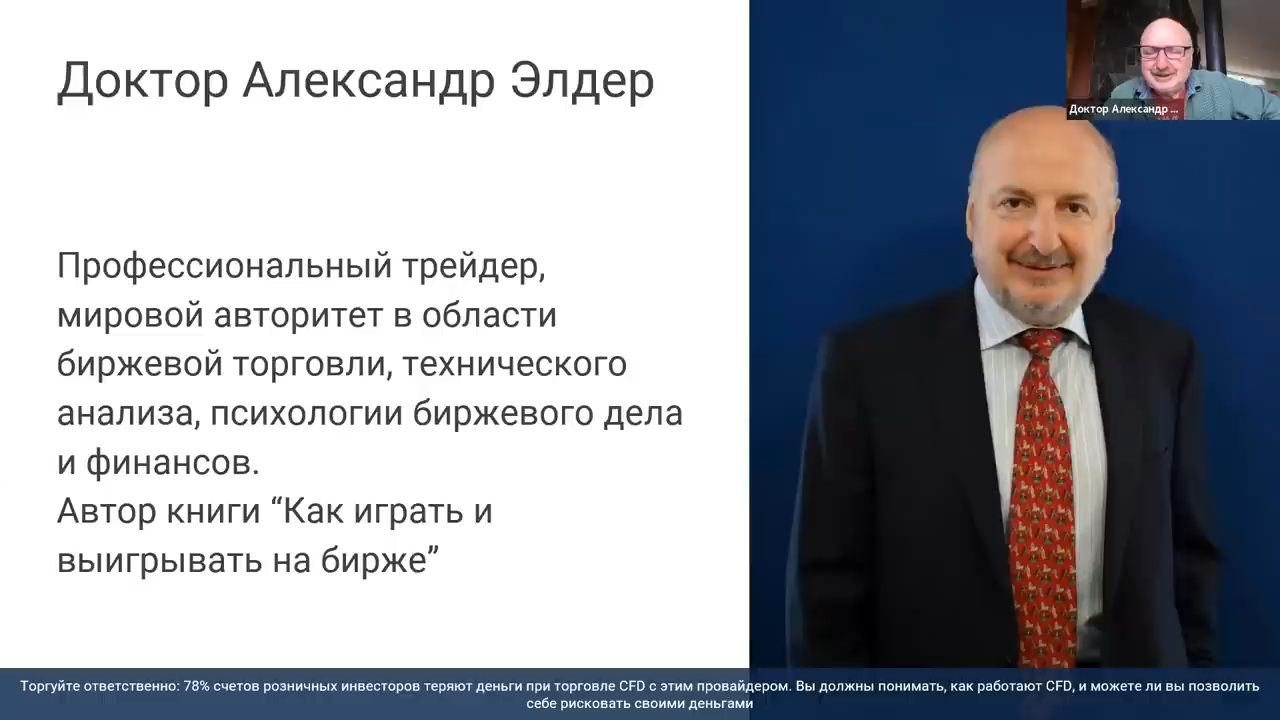 Доктор Александр Элдер
Доктор Александр ...
Профессиональный трейдер,
мировой авторитет в области
биржевой торговли, технического
анализа, психологии биржевого дела
и финансов.
Автор книги “Как играть и
выигрывать на бирже”
Торгуйте ответственно: 78% счетов розничных инвесторов теряют деньги при торговле CFD с этим провайдером. Вы должны понимать, как работают CFD, и можете ли вы позволить
себе рисковать своими деньгами